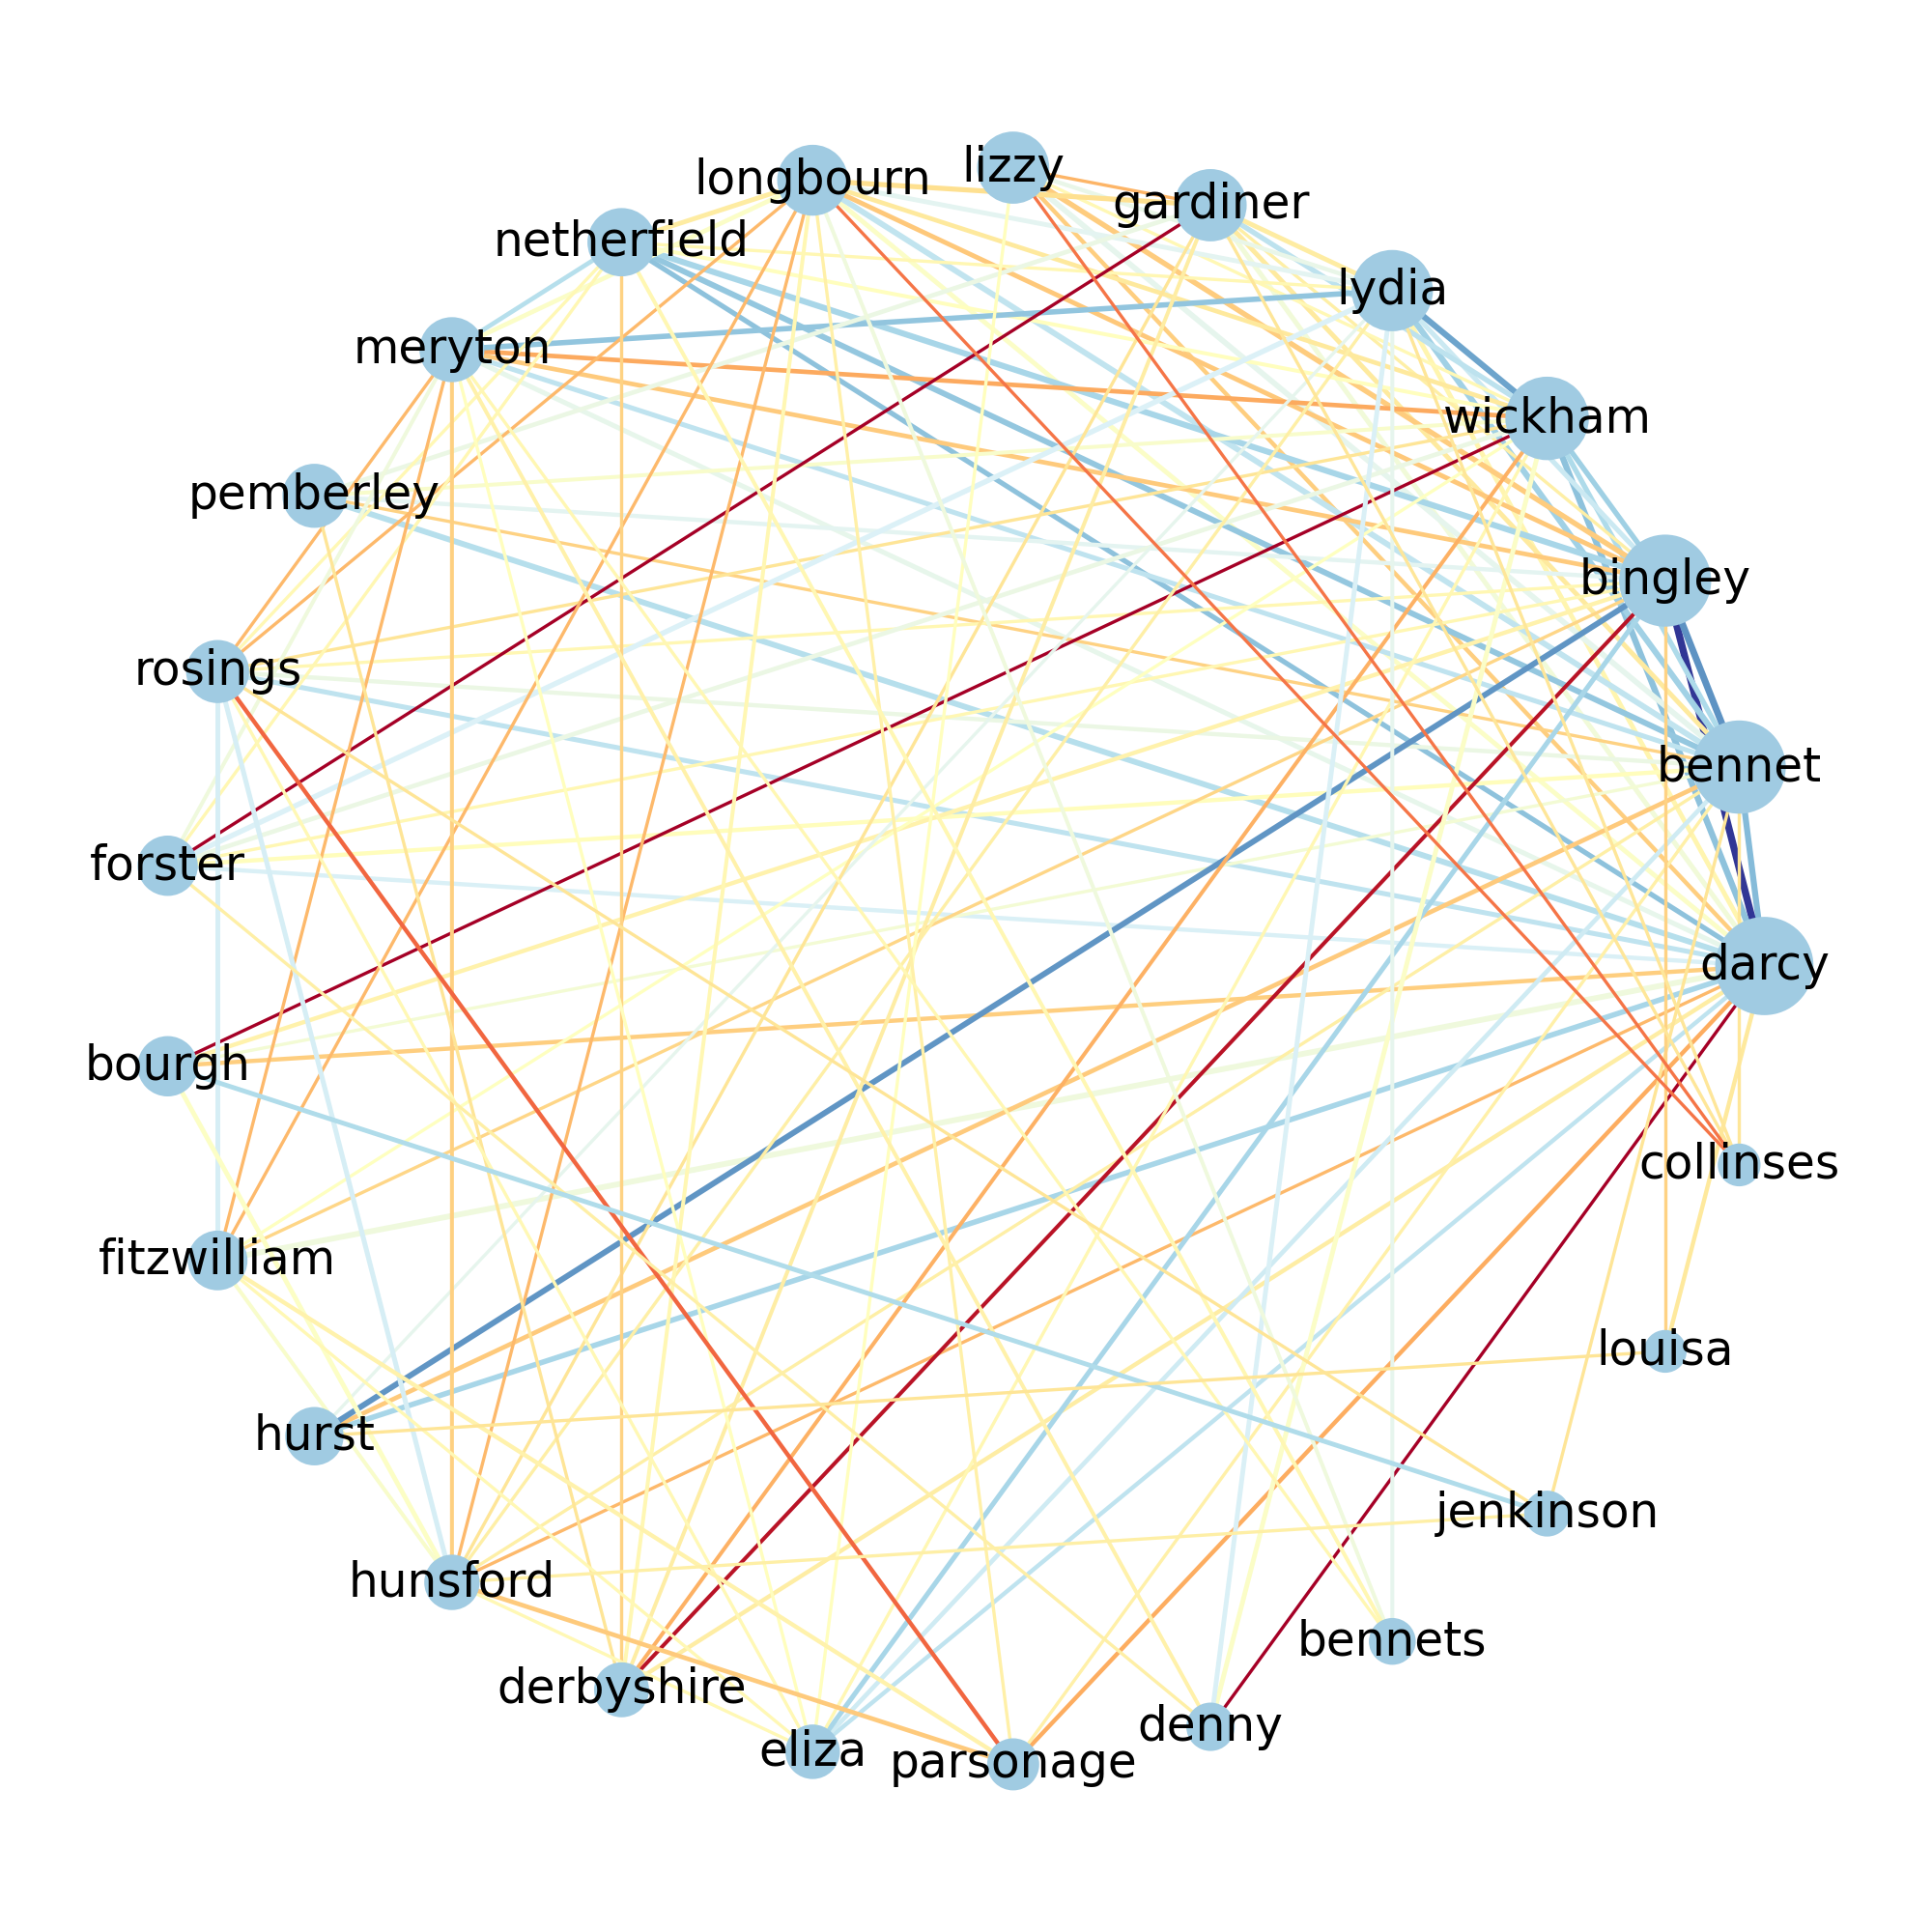 lizzy
longbourn
gardiner
netherfield
lydia
meryton
wickham
pemberley
bingley
rosings
bennet
forster
darcy
bourgh
collinses
fitzwilliam
louisa
hurst
jenkinson
hunsford
bennets
derbyshire
denny
eliza
parsonage